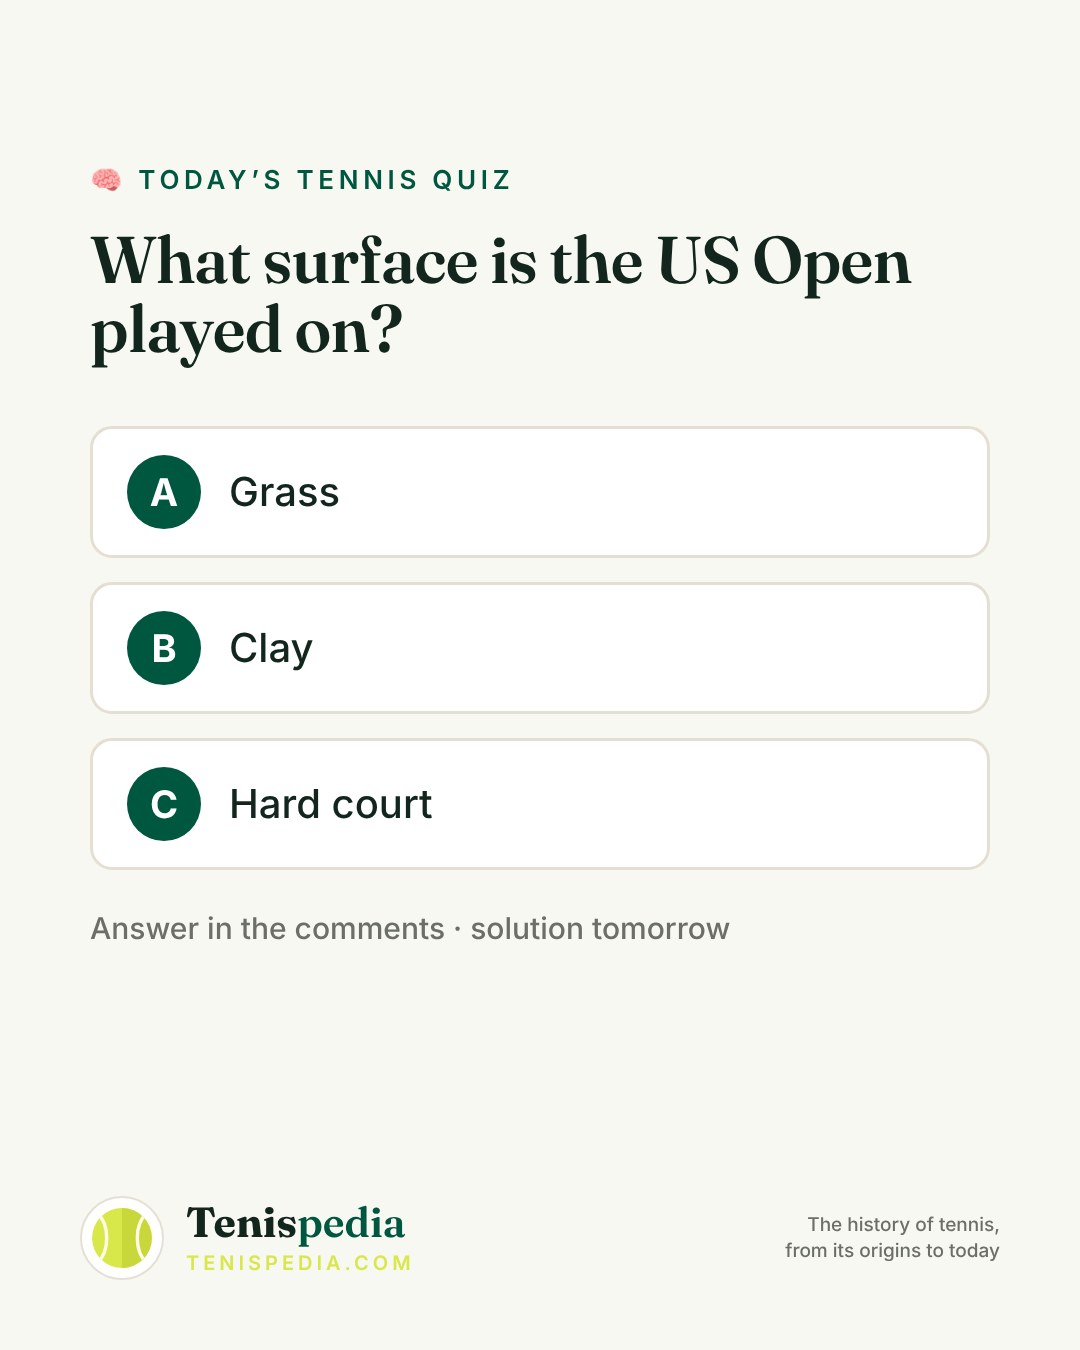 🧠 TODAY’S TENNIS QUIZ
What surface is the US Open
played on?
A Grass
B Clay
C Hard court
Answer in the comments · solution tomorrow
Tenispedia
TENISPEDIA.COM
The history of tennis,
from its origins to today